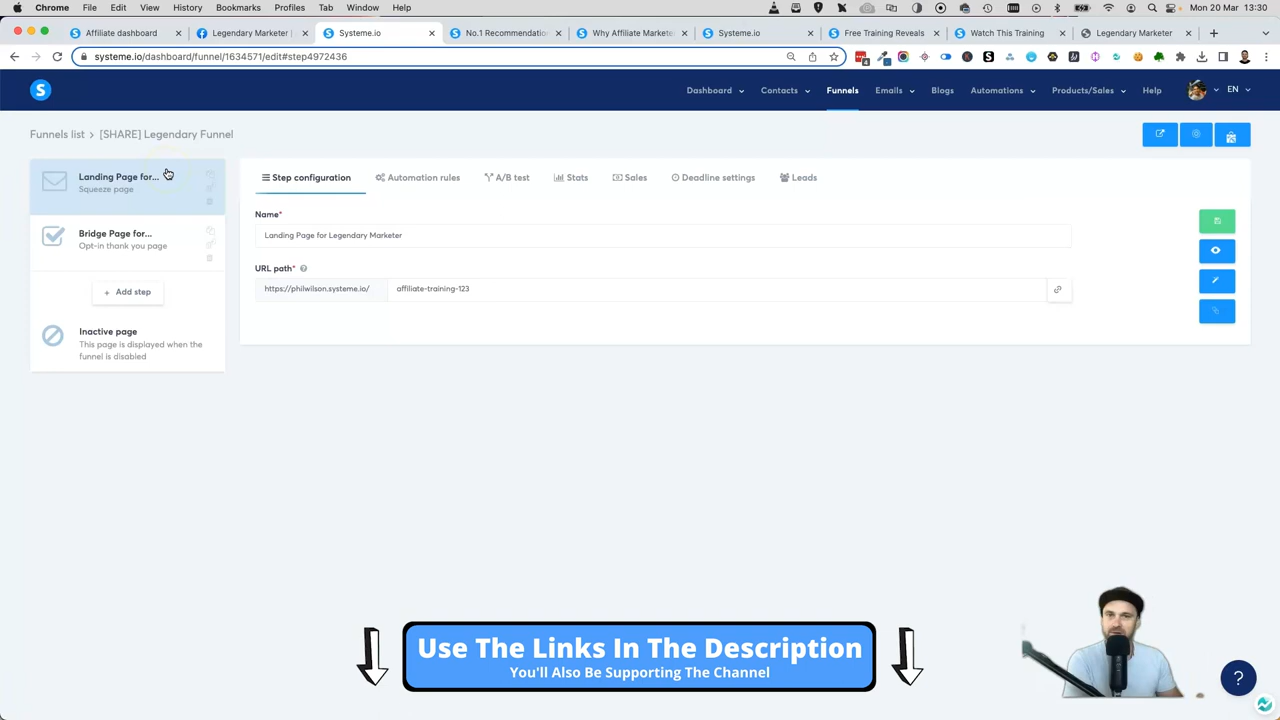 Chrome File Edit View History Bookmarks Profiles Tab Window Help
Mon 20 Mar 13:30
Affiliate dashboard
Legendary Marketer |
Systeme.io
No.1 Recommendation
Why Affiliate Market
Systeme.io
Free Training Reveals
Watch This Training
Legendary Marketer
systeme.io/dashboard/funnel/1634571/edit#step4972436
S
Dashboard
Contacts
Funnels
Emails
Blogs
Automations
Products/Sales
Help
EN
Funnels list > [SHARE] Legendary Funnel
Landing Page for...
Squeeze page
Bridge Page for...
Opt-in thank you page
+ Add step
Inactive page
This page is displayed when the
funnel is disabled
Step configuration
Automation rules
A/B test
Stats
Sales
Deadline settings
Leads
Name*
Landing Page for Legendary Marketer
URL path* ?
https://philwilson.systeme.io/
affiliate-training-123
Use The Links In The Description
You'll Also Be Supporting The Channel
?